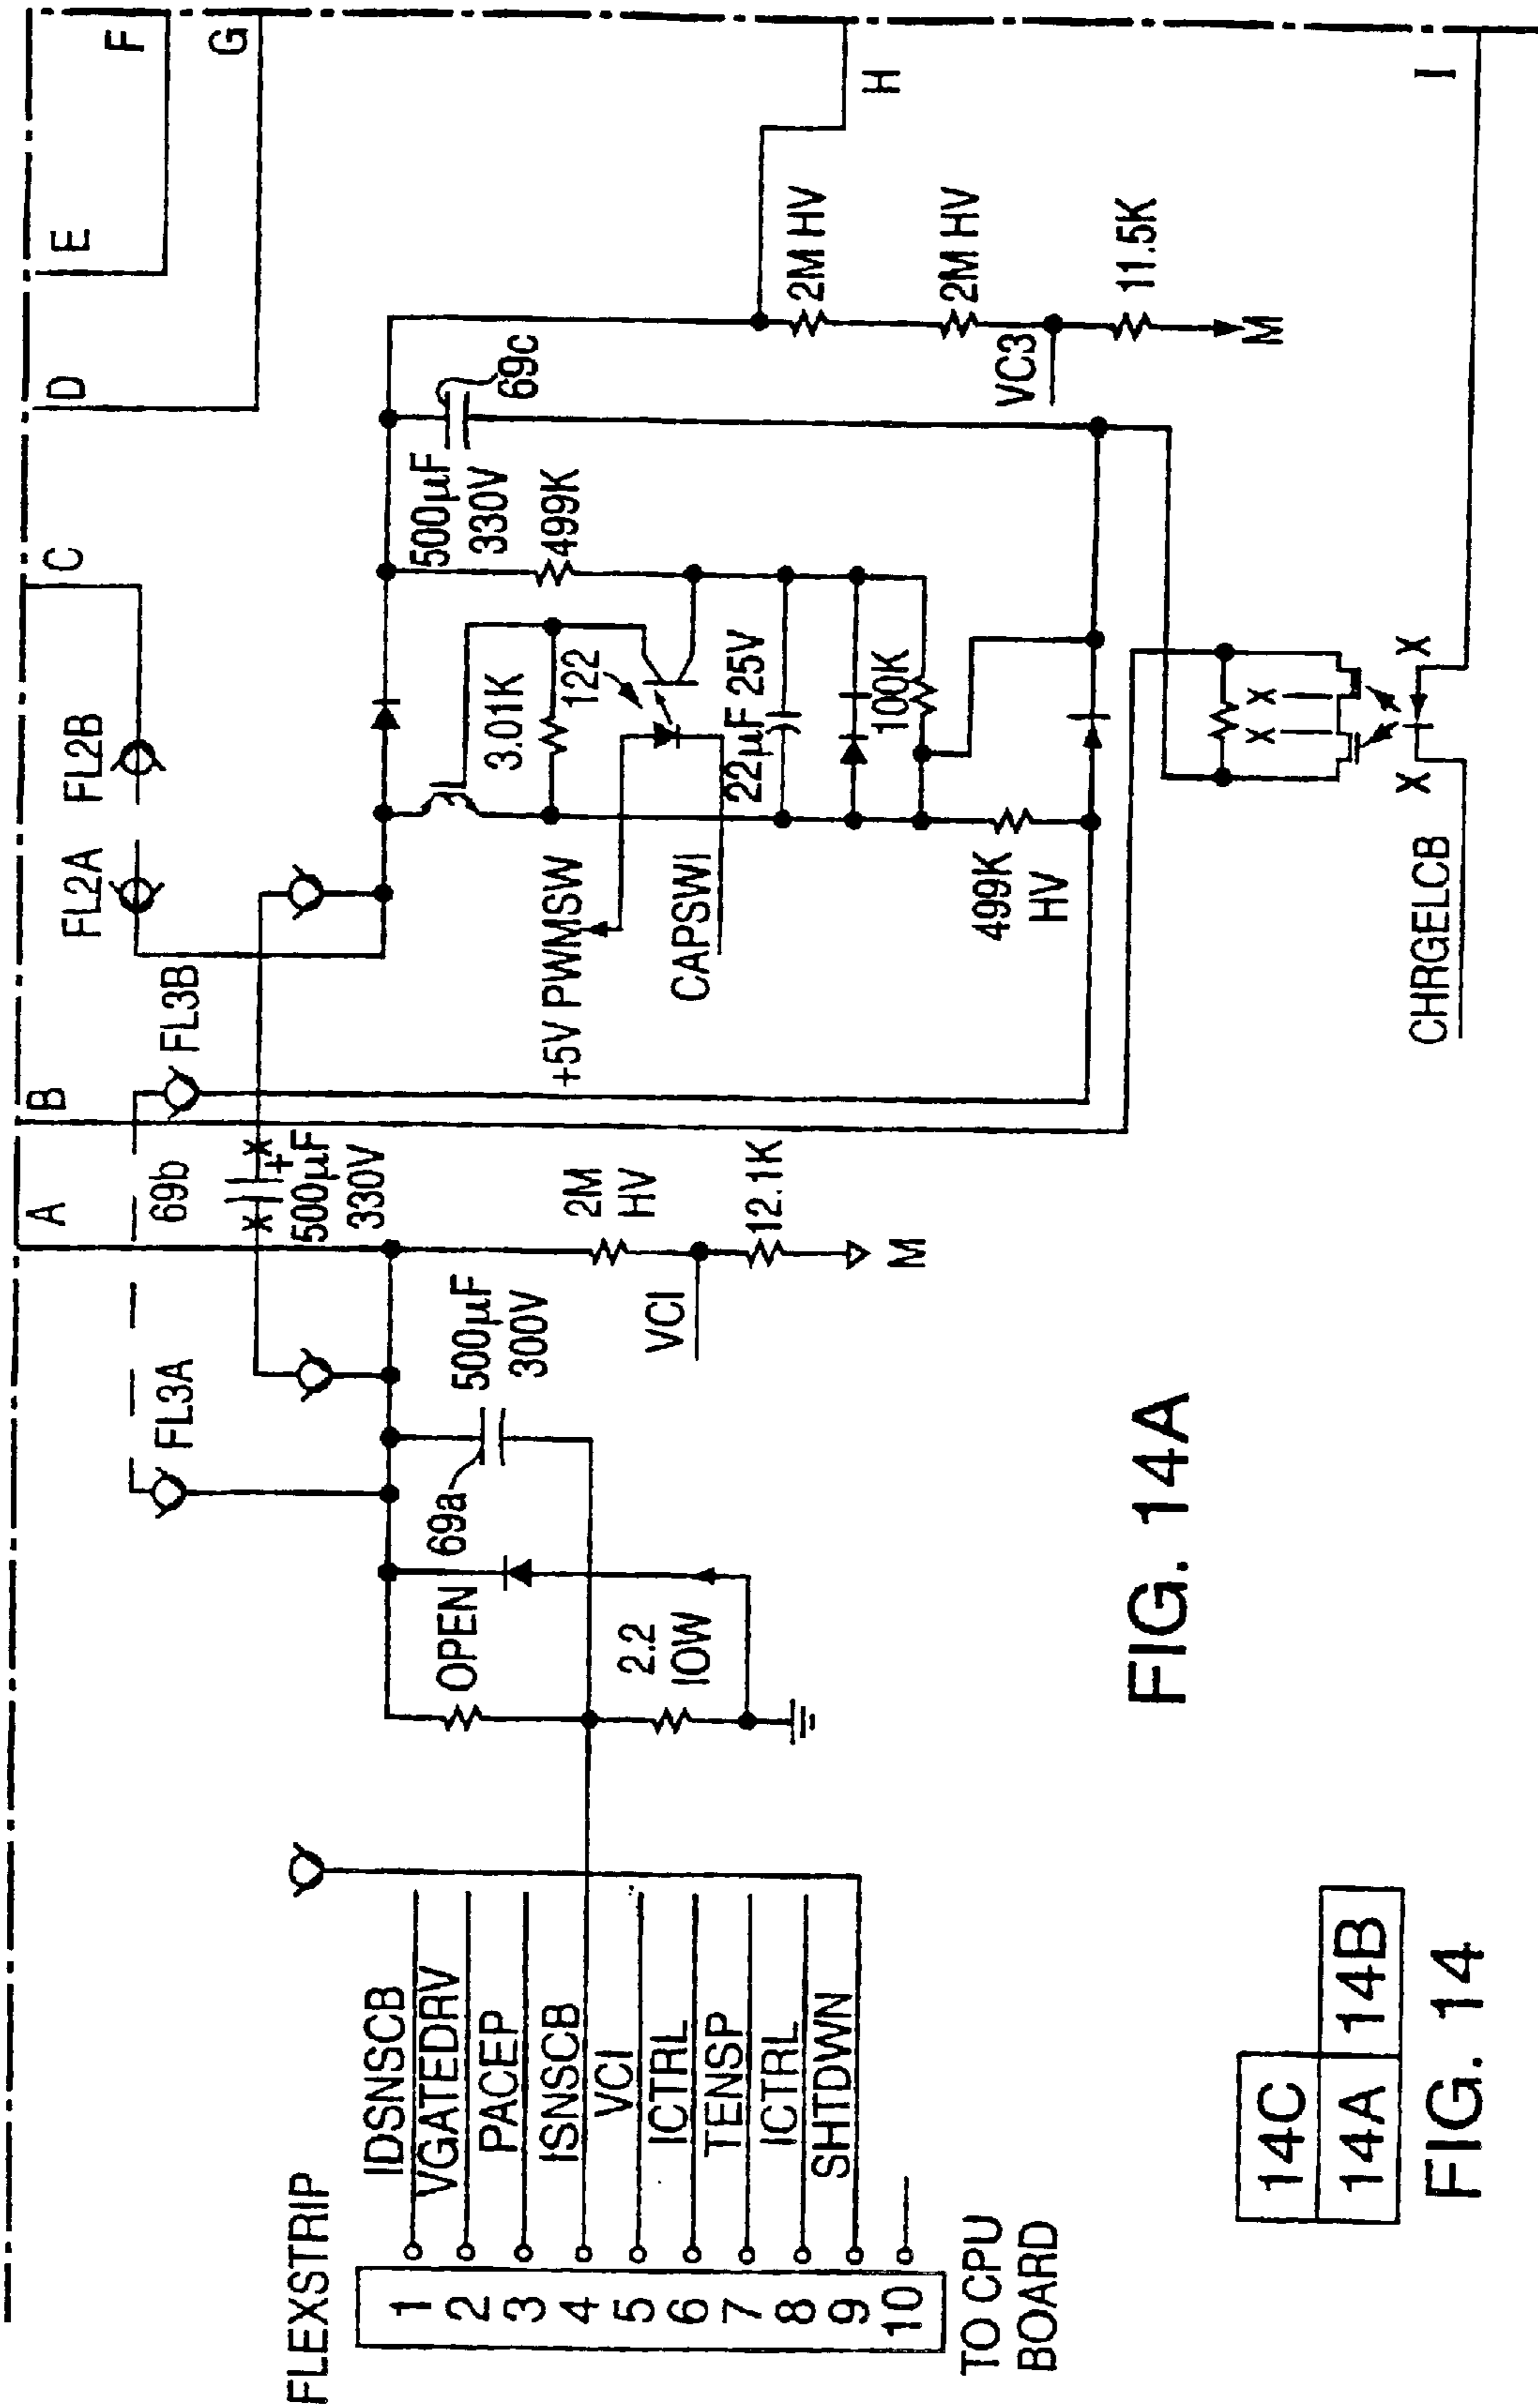 FLEXSTRIP
1 IDSNSCB
2 VGATEDRV
3 PACEP
4 ISNSCB
5 VCI
6 ICTRL
7 TENSP
8 ICTRL
9 SHTDWN
10
TO CPU
BOARD
OPEN
2.2
IOW
69a
500µF
300V
FL3A
A
69b
500µF
330V
+
X
X
2M
HV
VCI
12.1K
M
B
FL3B
FL2A
FL2B
C
D
E
F
G
3.01K
122
+5V PWMSW
CAPSWI
22µF 25V
100K
499K
HV
499K
500µF
330V
69c
H
2M HV
2M HV
VC3
11.5K
M
I
X
X
X
X
CHRGELCB
FIG. 14A
14C
14A
14B
FIG. 14